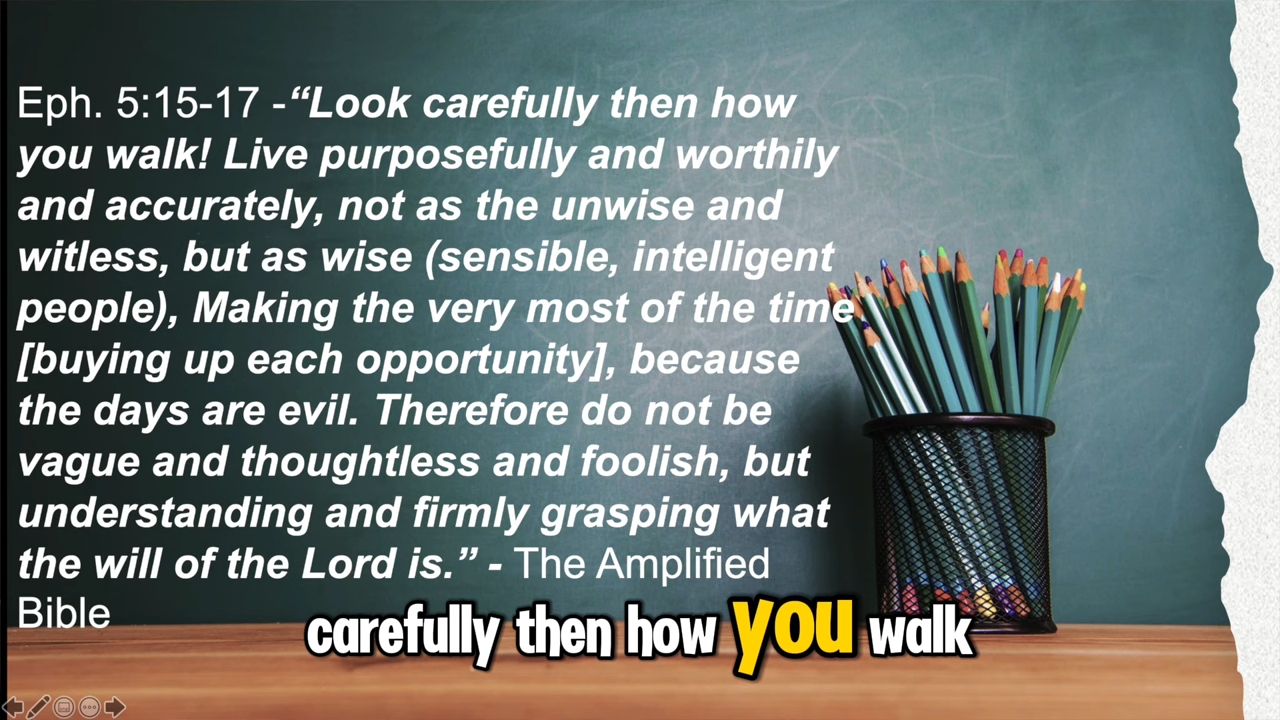 Eph. 5:15-17 -“Look carefully then how
you walk! Live purposefully and worthily
and accurately, not as the unwise and
witless, but as wise (sensible, intelligent
people), Making the very most of the time
[buying up each opportunity], because
the days are evil. Therefore do not be
vague and thoughtless and foolish, but
understanding and firmly grasping what
the will of the Lord is.” - The Amplified
Bible
carefully then how you walk